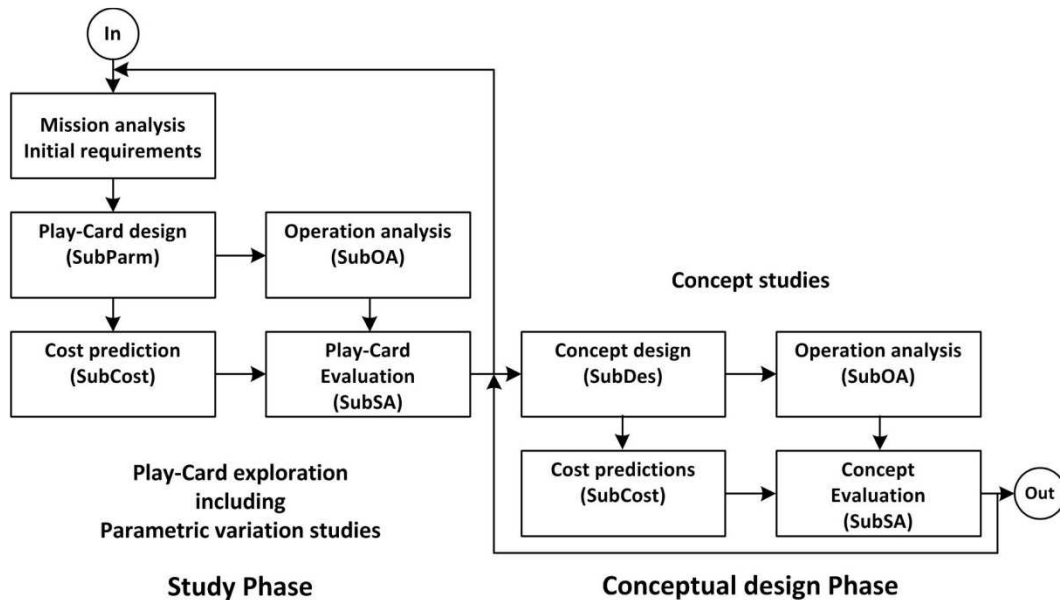 In
Mission analysis
Initial requirements
Play-Card design
(SubParm)
Operation analysis
(SubOA)
Cost prediction
(SubCost)
Play-Card
Evaluation
(SubSA)
Play-Card exploration
including
Parametric variation studies
Study Phase
Concept studies
Concept design
(SubDes)
Operation analysis
(SubOA)
Cost predictions
(SubCost)
Concept
Evaluation
(SubSA)
Out
Conceptual design Phase